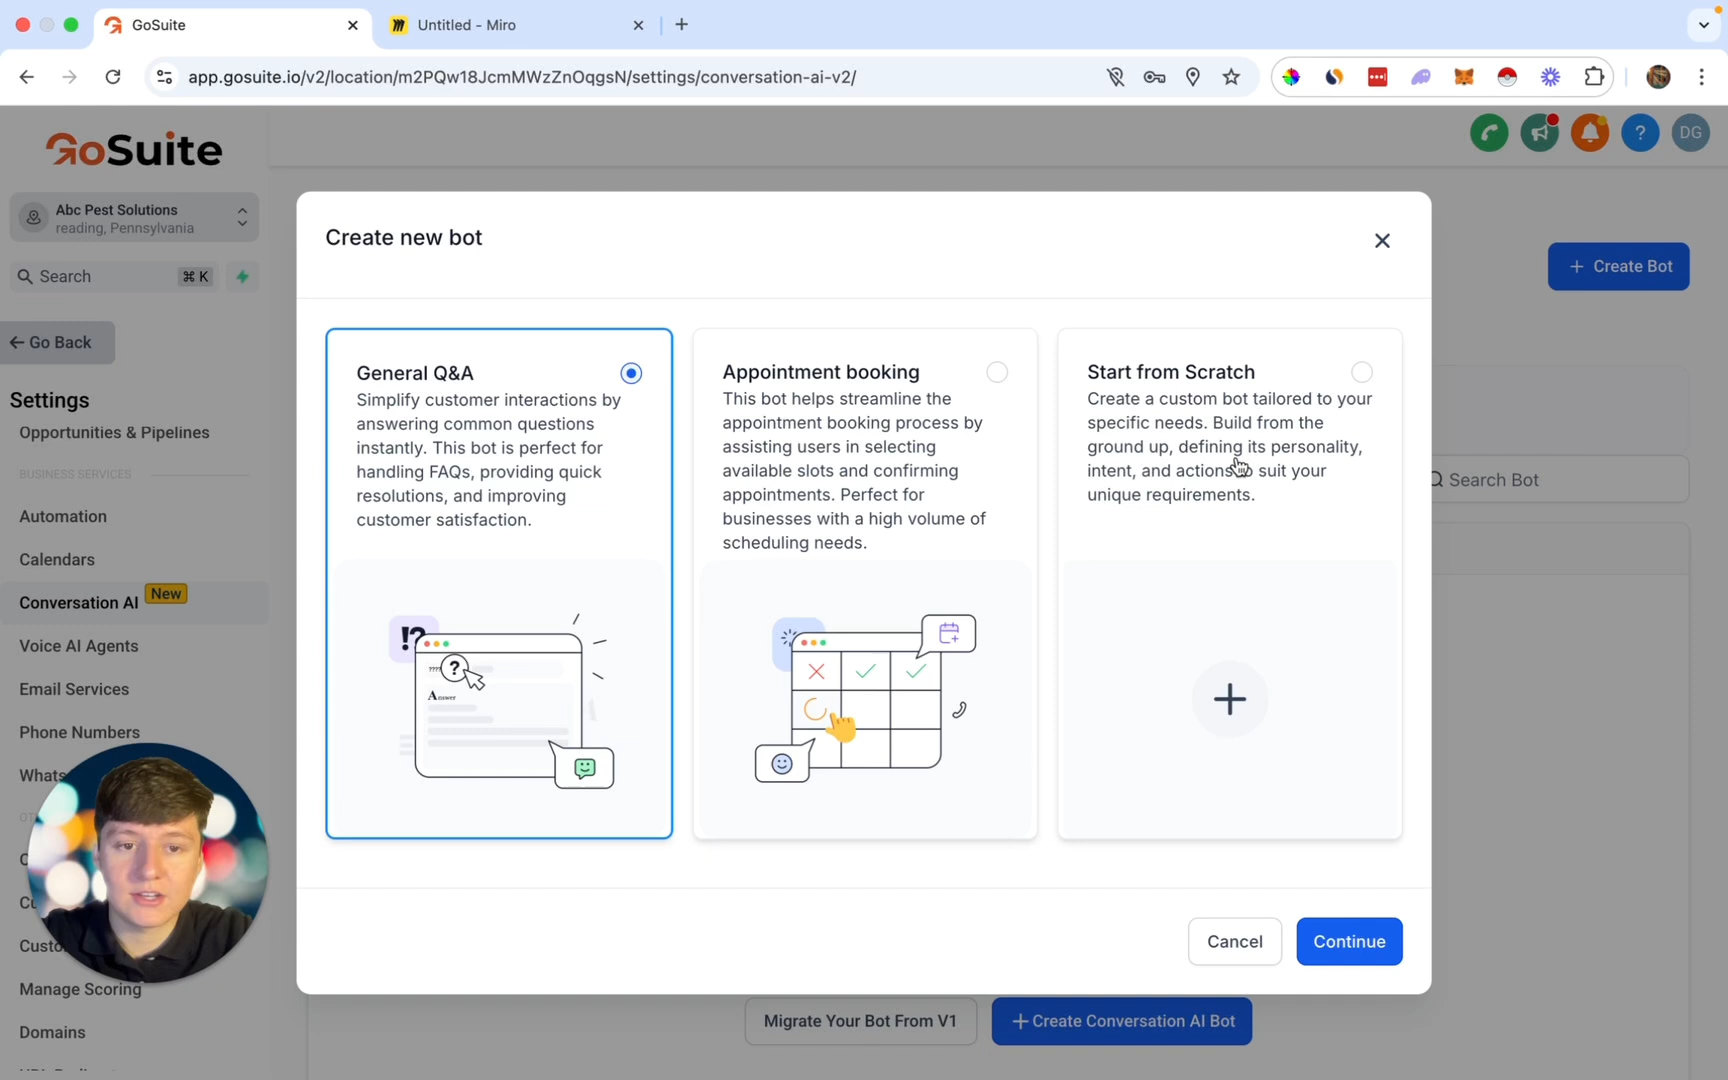 GoSuite
Untitled - Miro
app.gosuite.io/v2/location/m2PQw18JcmMWzZnOqgsN/settings/conversation-ai-v2/
GoSuite
DG
Abc Pest Solutions
reading, Pennsylvania
Search
⌘ K
Go Back
Settings
Opportunities & Pipelines
BUSINESS SERVICES
Automation
Calendars
Conversation AI
New
Voice AI Agents
Email Services
Phone Numbers
Manage Scoring
Domains
Create new bot
+ Create Bot
General Q&A
Simplify customer interactions by
answering common questions
instantly. This bot is perfect for
handling FAQs, providing quick
resolutions, and improving
customer satisfaction.
!?
?
????
Answer
Appointment booking
This bot helps streamline the
appointment booking process by
assisting users in selecting
available slots and confirming
appointments. Perfect for
businesses with a high volume of
scheduling needs.
Start from Scratch
Create a custom bot tailored to your
specific needs. Build from the
ground up, defining its personality,
intent, and actions to suit your
unique requirements.
Search Bot
Cancel
Continue
Migrate Your Bot From V1
+ Create Conversation AI Bot